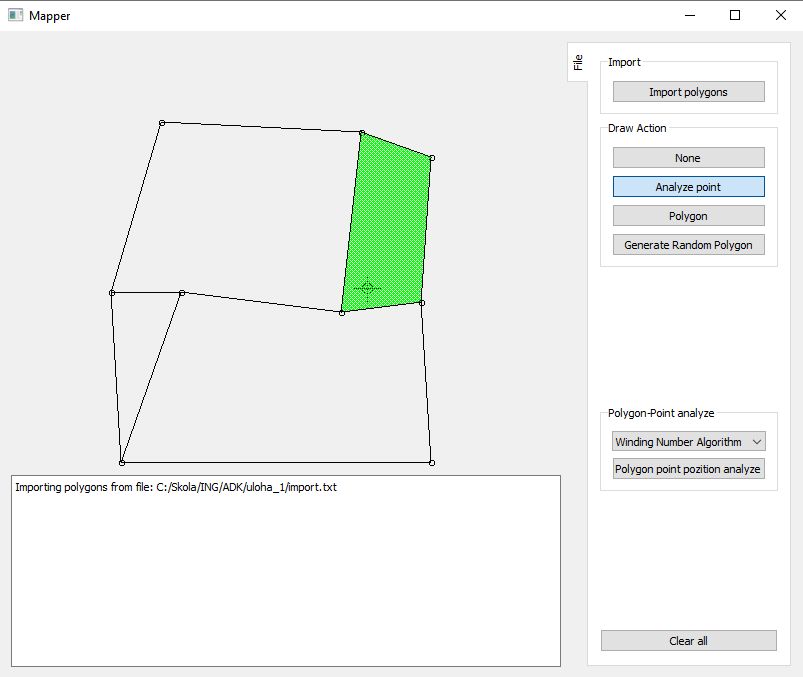 Mapper
File
Import
Import polygons
Draw Action
None
Analyze point
Polygon
Generate Random Polygon
Polygon-Point analyze
Winding Number Algorithm
Polygon point pozition analyze
Importing polygons from file: C:/Skola/ING/ADK/uloha_1/import.txt
Clear all